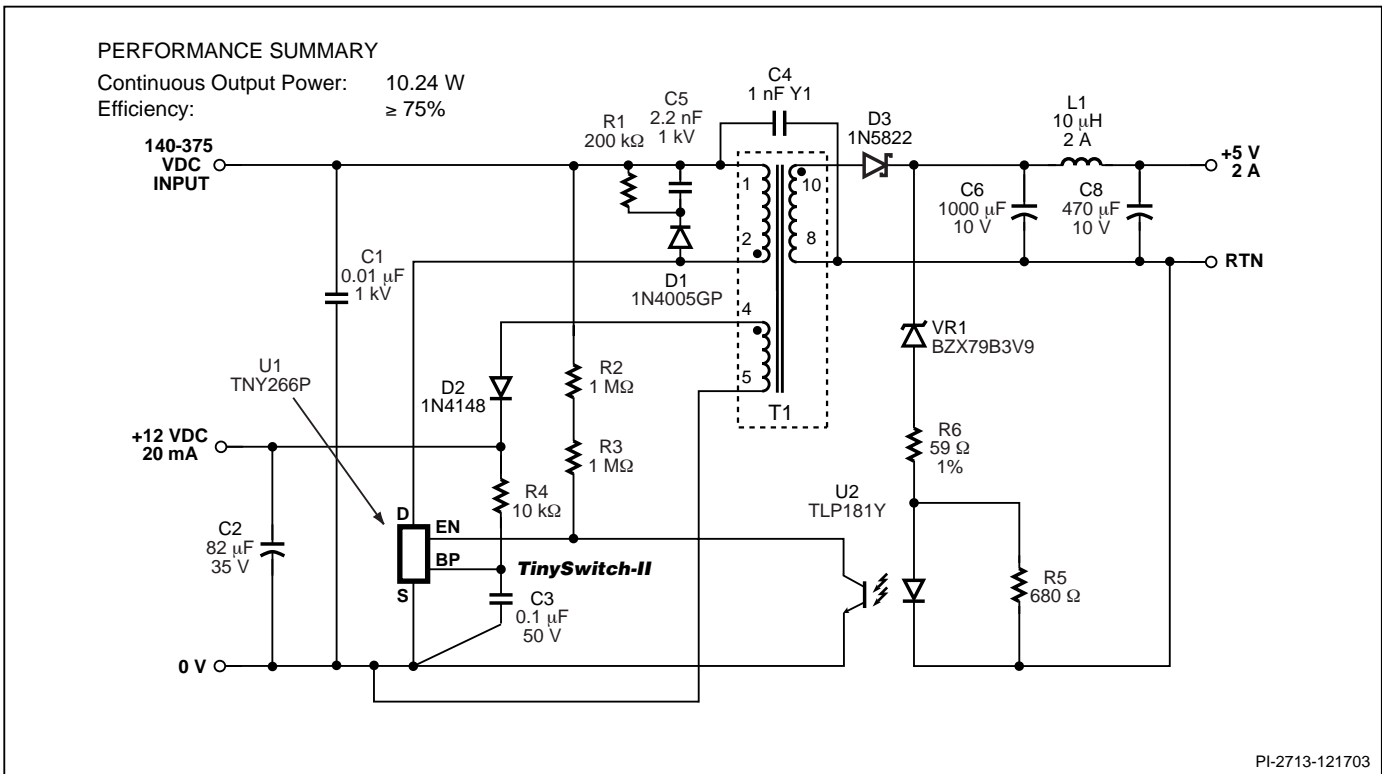 PERFORMANCE SUMMARY
Continuous Output Power: 10.24 W
Efficiency: ≥ 75%
C4
1 nF Y1
C5
2.2 nF
1 kV
R1
200 kΩ
D3
1N5822
L1
10 µH
2 A
140-375
VDC
INPUT
+5 V
2 A
1
10
C6
1000 µF
10 V
C8
470 µF
10 V
2
8
C1
0.01 µF
1 kV
D1
1N4005GP
RTN
4
VR1
BZX79B3V9
U1
TNY266P
D2
1N4148
R2
1 MΩ
5
T1
+12 VDC
20 mA
R3
1 MΩ
R6
59 Ω
1%
R4
10 kΩ
U2
TLP181Y
D
EN
C2
82 µF
35 V
BP
TinySwitch-II
S
C3
0.1 µF
50 V
R5
680 Ω
0 V
PI-2713-121703